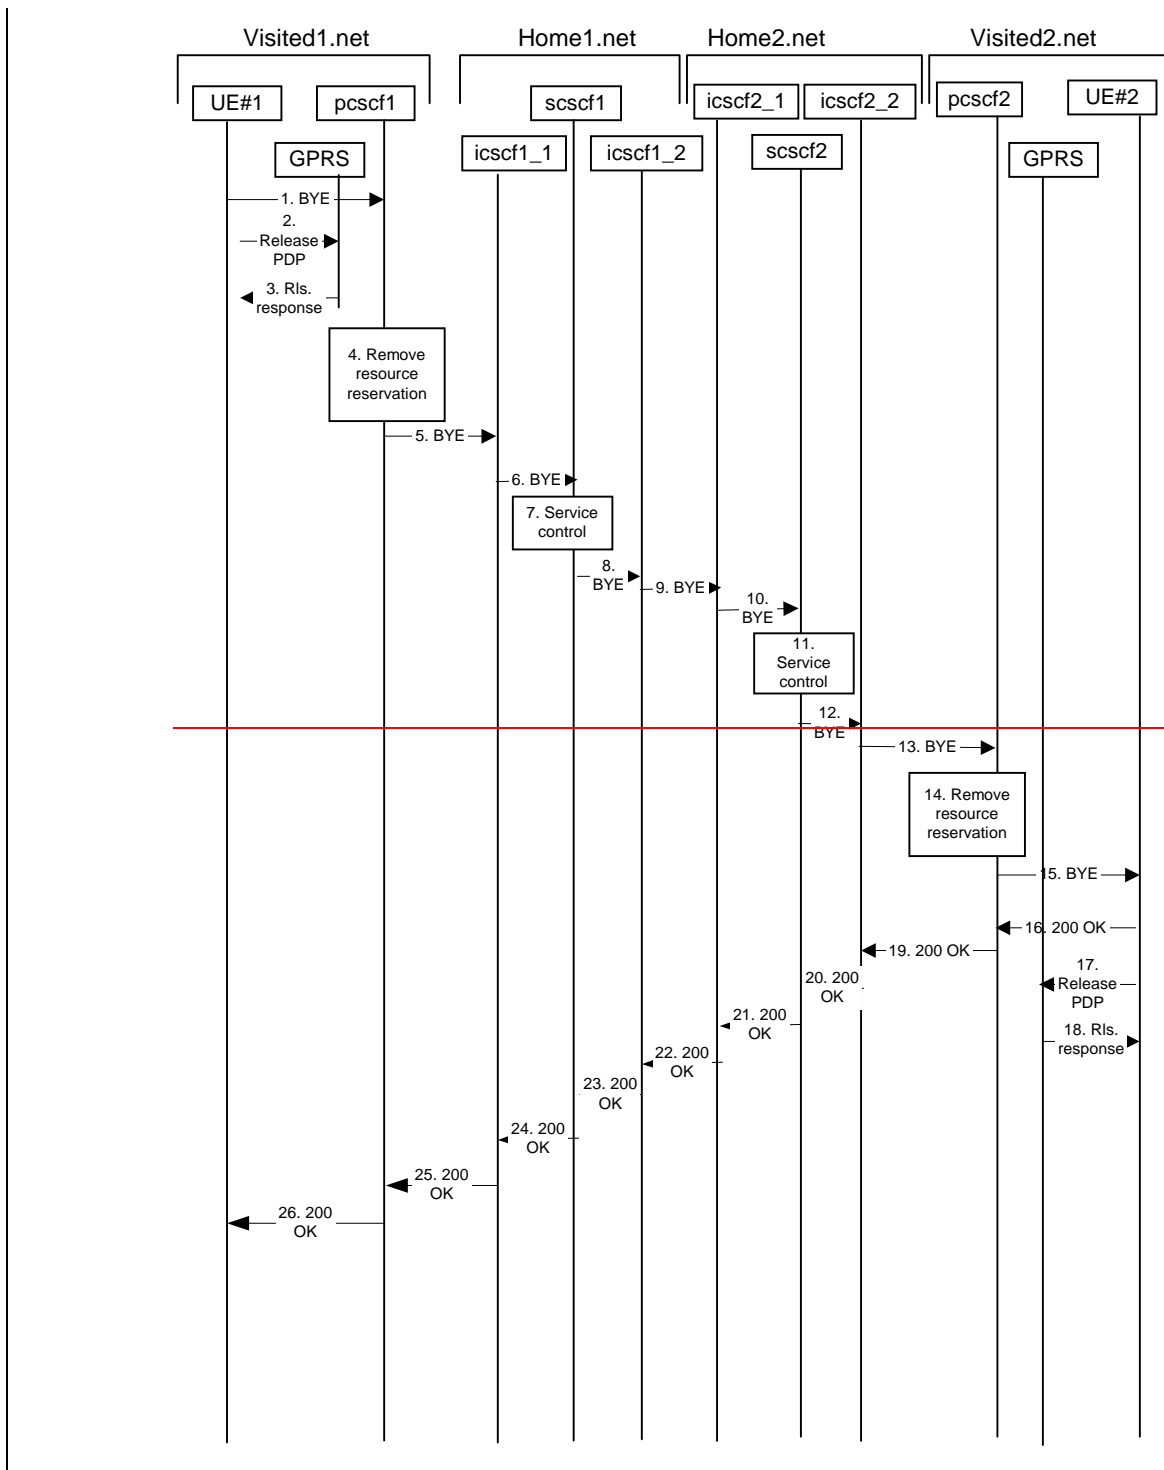 Visited1.net
Home1.net
Home2.net
Visited2.net
UE#1
pcscf1
scscf1
icscf2_1
icscf2_2
pcscf2
UE#2
GPRS
icscf1_1
icscf1_2
scscf2
GPRS
1. BYE
2.
Release
PDP
3. Rls.
response
4. Remove
resource
reservation
5. BYE
6. BYE
7. Service
control
8.
BYE
9. BYE
10.
BYE
11.
Service
control
12.
BYE
13. BYE
14. Remove
resource
reservation
15. BYE
16. 200 OK
19. 200 OK
17.
Release
PDP
20. 200
OK
21. 200
OK
18. Rls.
response
22. 200
OK
23. 200
OK
24. 200
OK
25. 200
OK
26. 200
OK